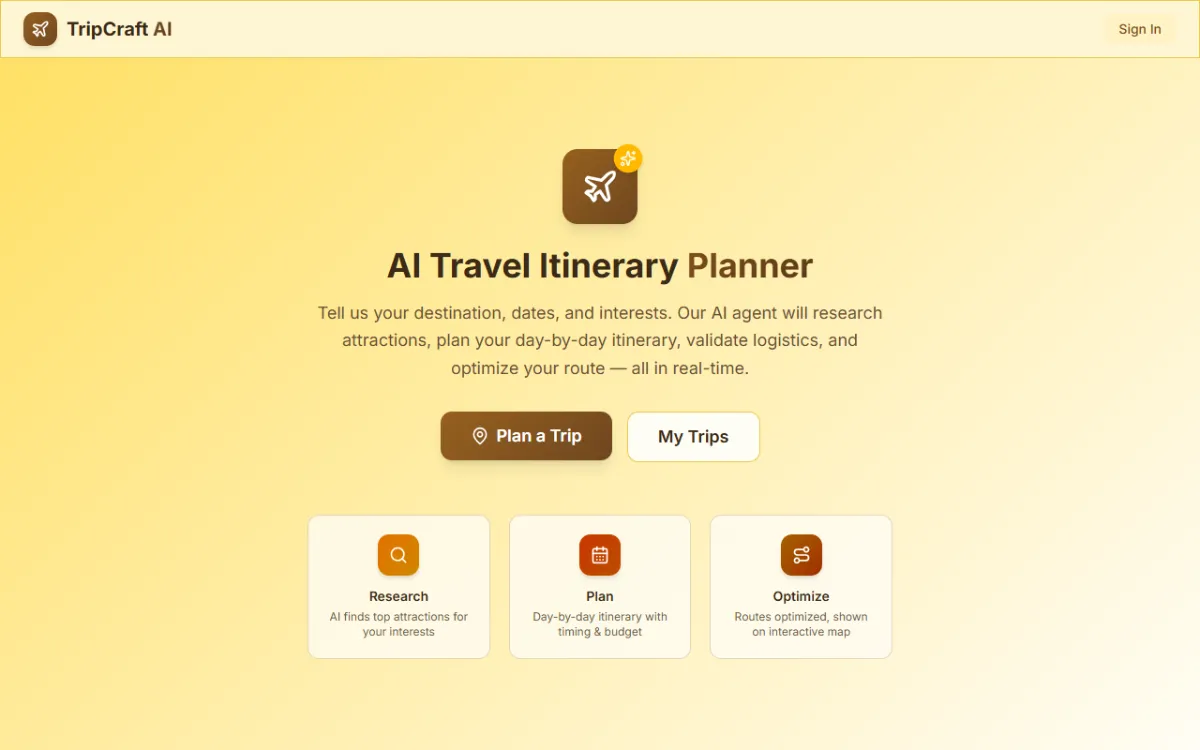 TripCraft AI
Sign In
AI Travel Itinerary Planner
Tell us your destination, dates, and interests. Our AI agent will research
attractions, plan your day-by-day itinerary, validate logistics, and
optimize your route — all in real-time.
Plan a Trip
My Trips
Research
AI finds top attractions for
your interests
Plan
Day-by-day itinerary with
timing & budget
Optimize
Routes optimized, shown
on interactive map